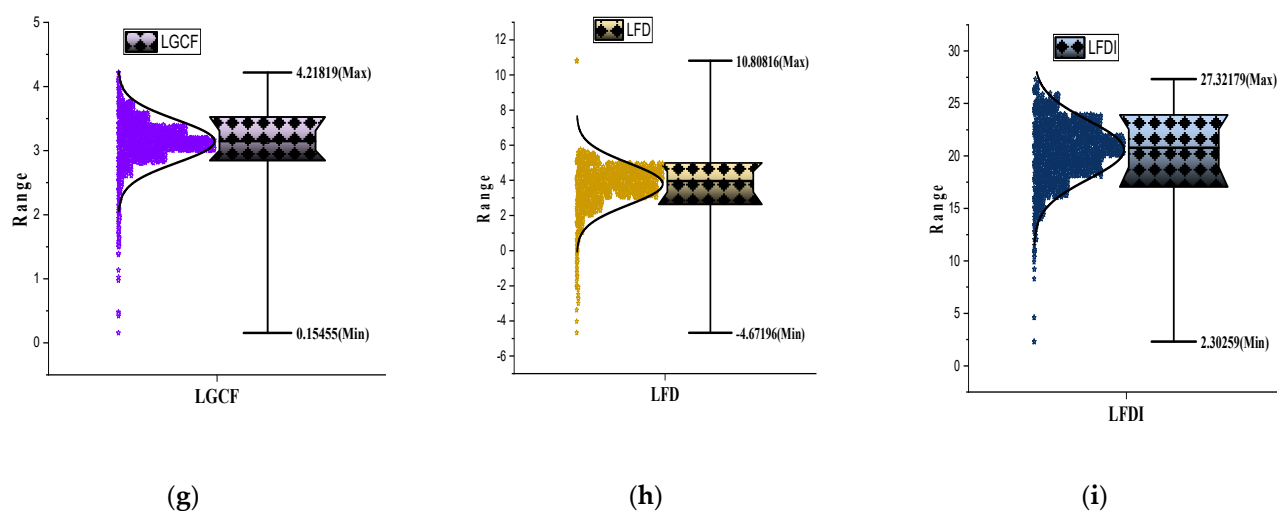 LGCF
Range
5
4
3
2
1
0
4.21819(Max)
0.15455(Min)
LGCF
(g)
LFD
Range
12
10
8
6
4
2
0
-2
-4
-6
10.80816(Max)
-4.67196(Min)
LFD
(h)
LFDI
Range
30
25
20
15
10
5
0
27.32179(Max)
2.30259(Min)
LFDI
(i)